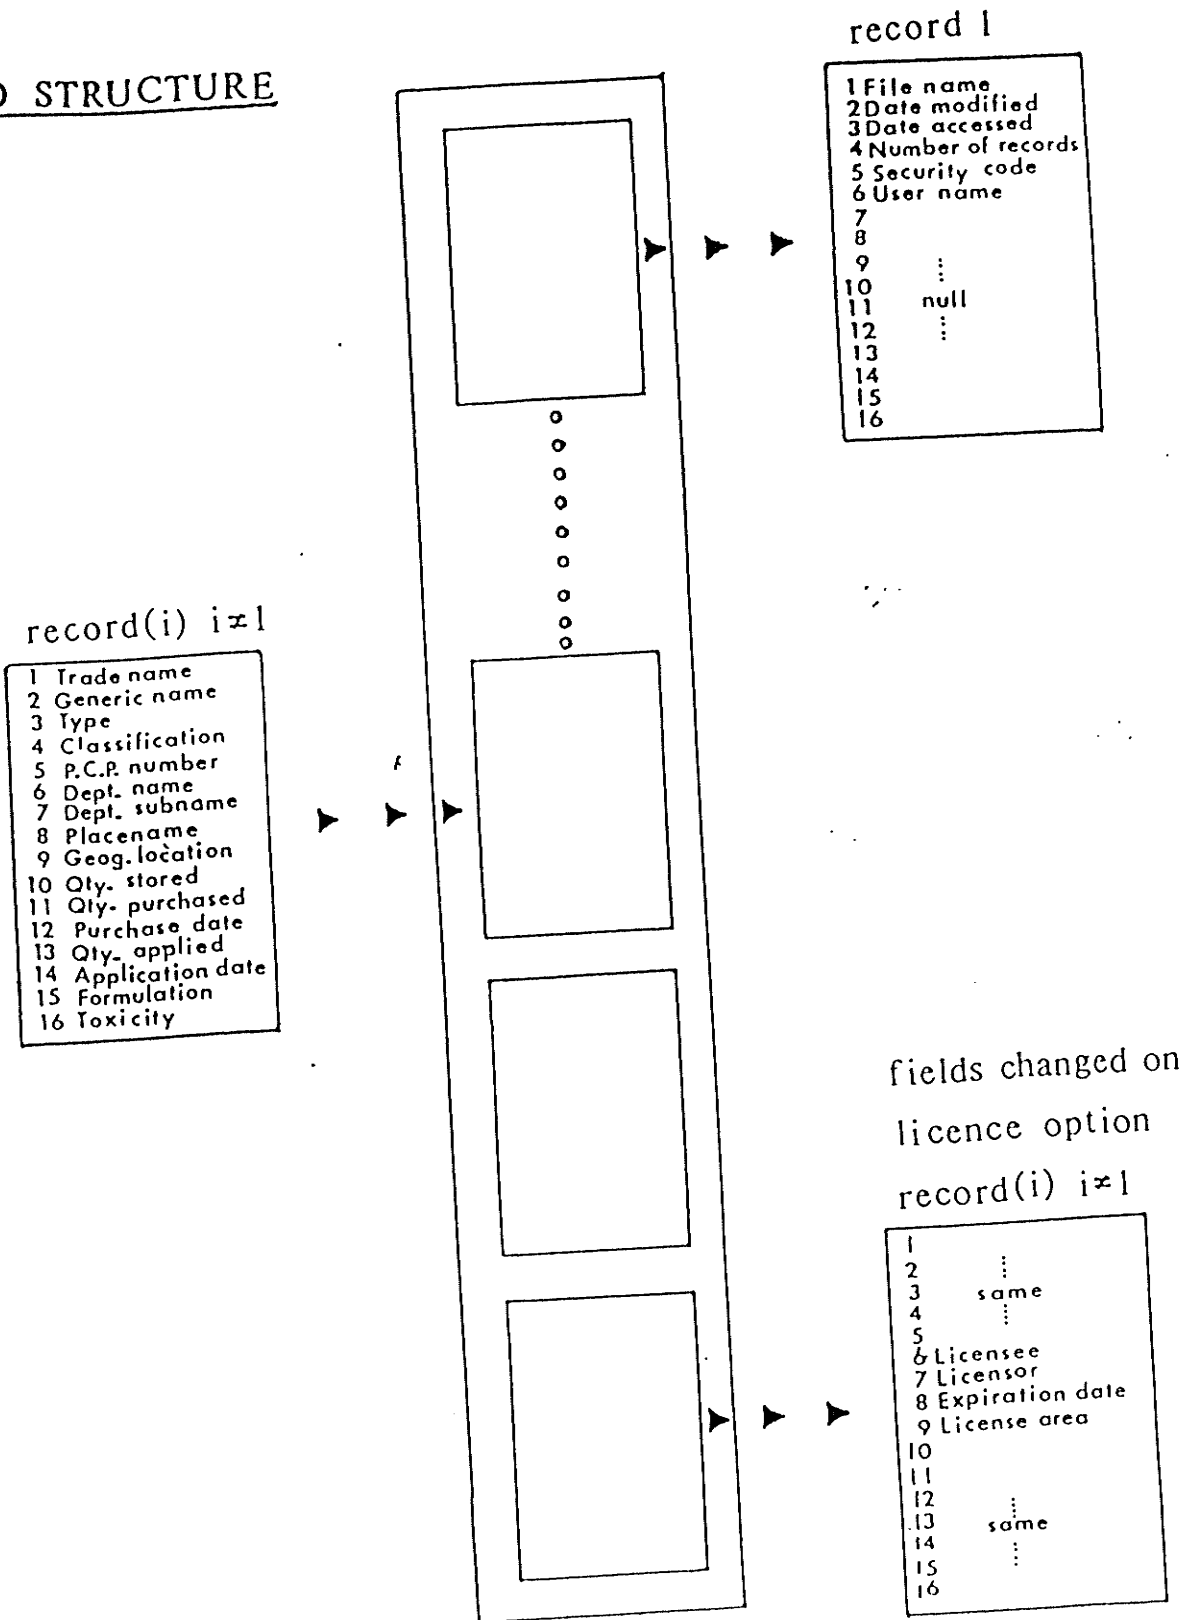 STRUCTURE
record 1
1 File name
2 Date modified
3 Date accessed
4 Number of records
5 Security code
6 User name
7
8
9
10
11 null
12
13
14
15
16
record(i) i≠1
1 Trade name
2 Generic name
3 Type
4 Classification
5 P.C.P. number
6 Dept. name
7 Dept. subname
8 Placename
9 Geog. location
10 Qty. stored
11 Qty. purchased
12 Purchase date
13 Qty. applied
14 Application date
15 Formulation
16 Toxicity
fields changed on
licence option
record(i) i≠1
1
2
3 same
4
5
6 Licensee
7 Licensor
8 Expiration date
9 License area
10
11
12
13 same
14
15
16